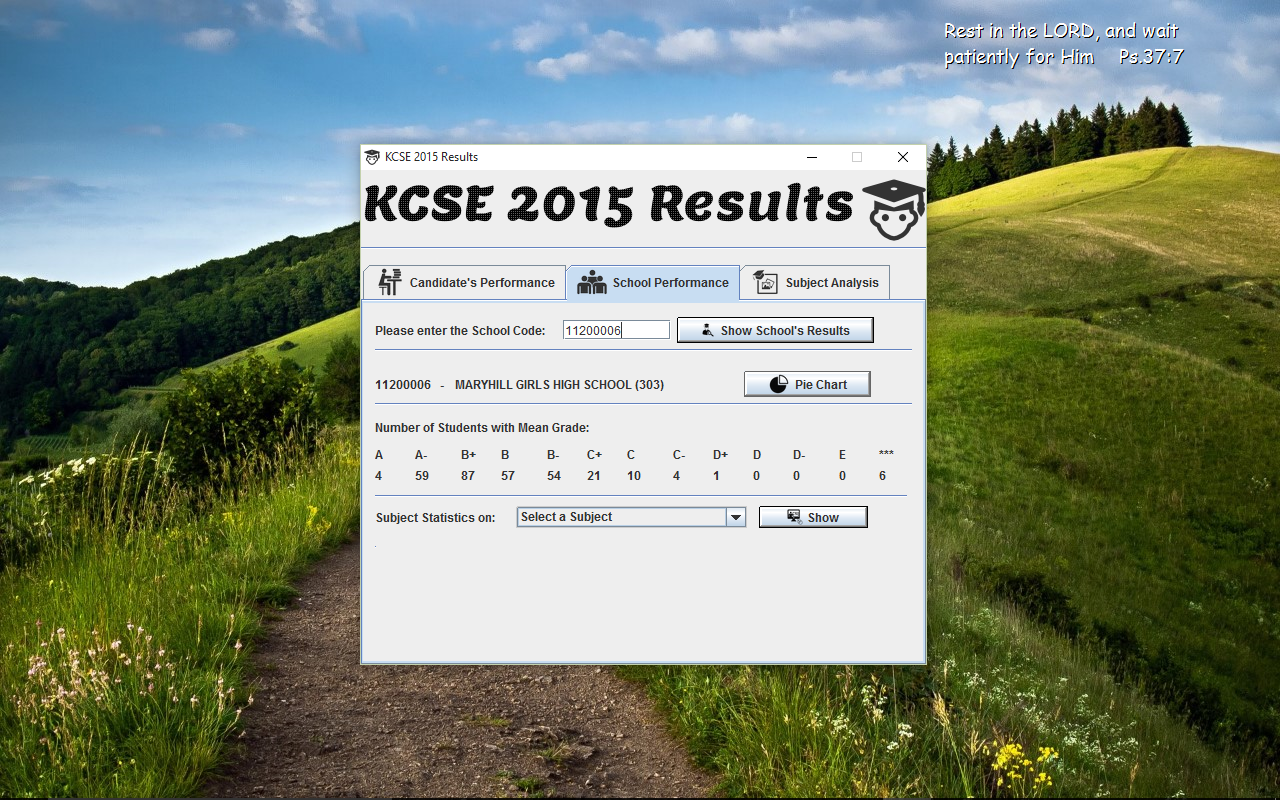 Rest in the LORD, and wait
patiently for Him Ps.37:7
KCSE 2015 Results
KCSE 2015 Results
Candidate's Performance School Performance Subject Analysis
Please enter the School Code: 11200006 Show School's Results
11200006 - MARYHILL GIRLS HIGH SCHOOL (303) Pie Chart
Number of Students with Mean Grade:
A A- B+ B B- C+ C C- D+ D D- E ***
4 59 87 57 54 21 10 4 1 0 0 0 6
Subject Statistics on: Select a Subject Show